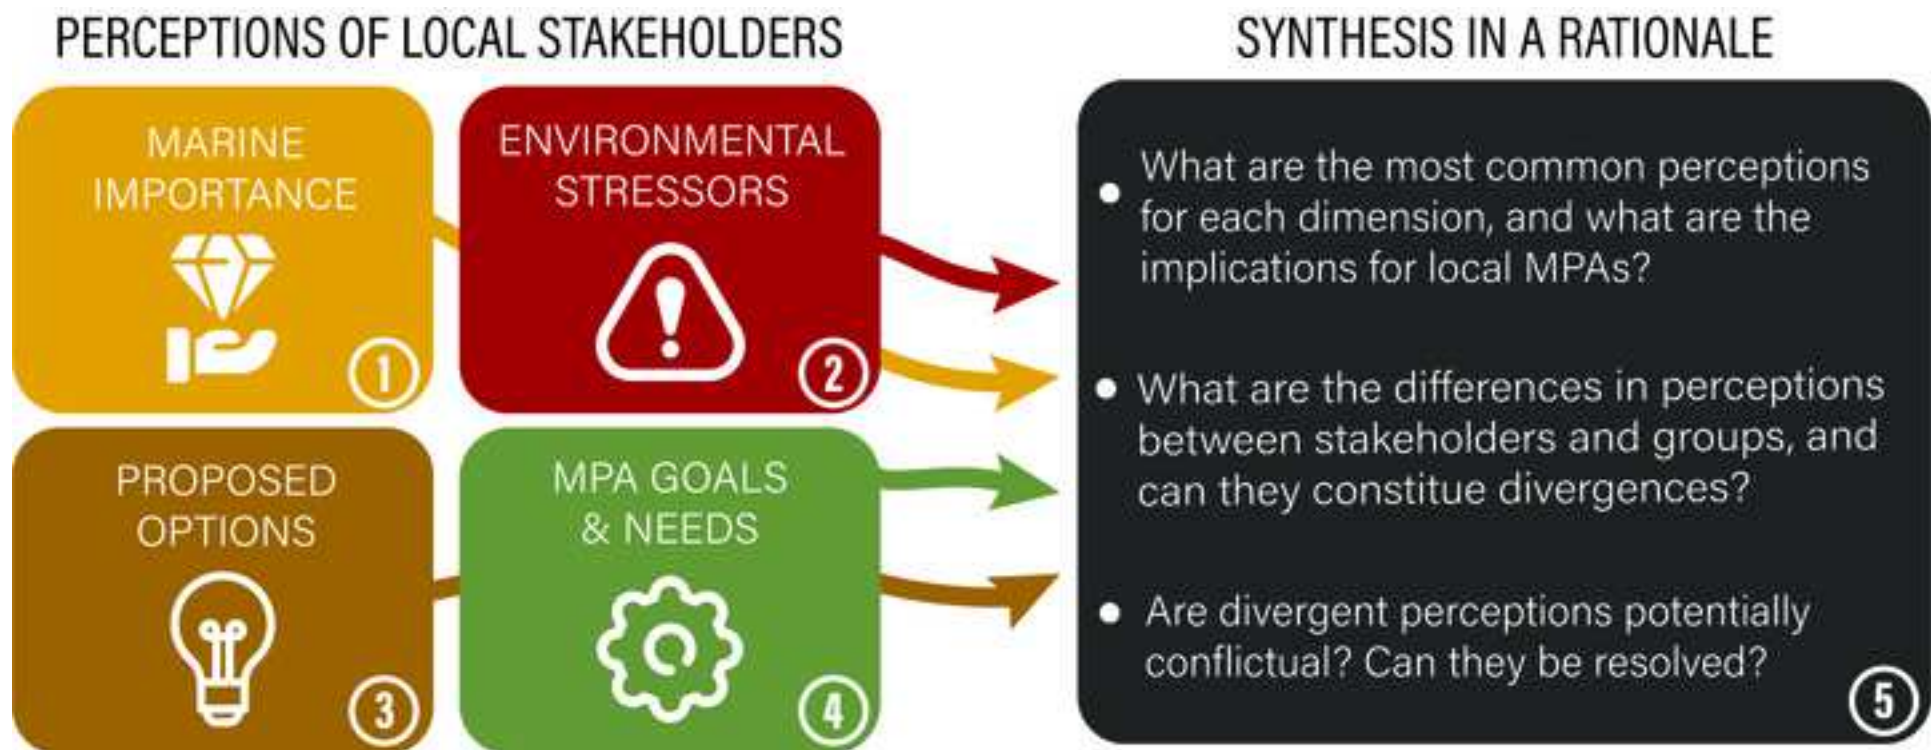 PERCEPTIONS OF LOCAL STAKEHOLDERS
MARINE
IMPORTANCE
1
ENVIRONMENTAL
STRESSORS
2
PROPOSED
OPTIONS
3
MPA GOALS
& NEEDS
4
SYNTHESIS IN A RATIONALE
• What are the most common perceptions
for each dimension, and what are the
implications for local MPAs?
• What are the differences in perceptions
between stakeholders and groups, and
can they constitue divergences?
• Are divergent perceptions potentially
conflictual? Can they be resolved?
5